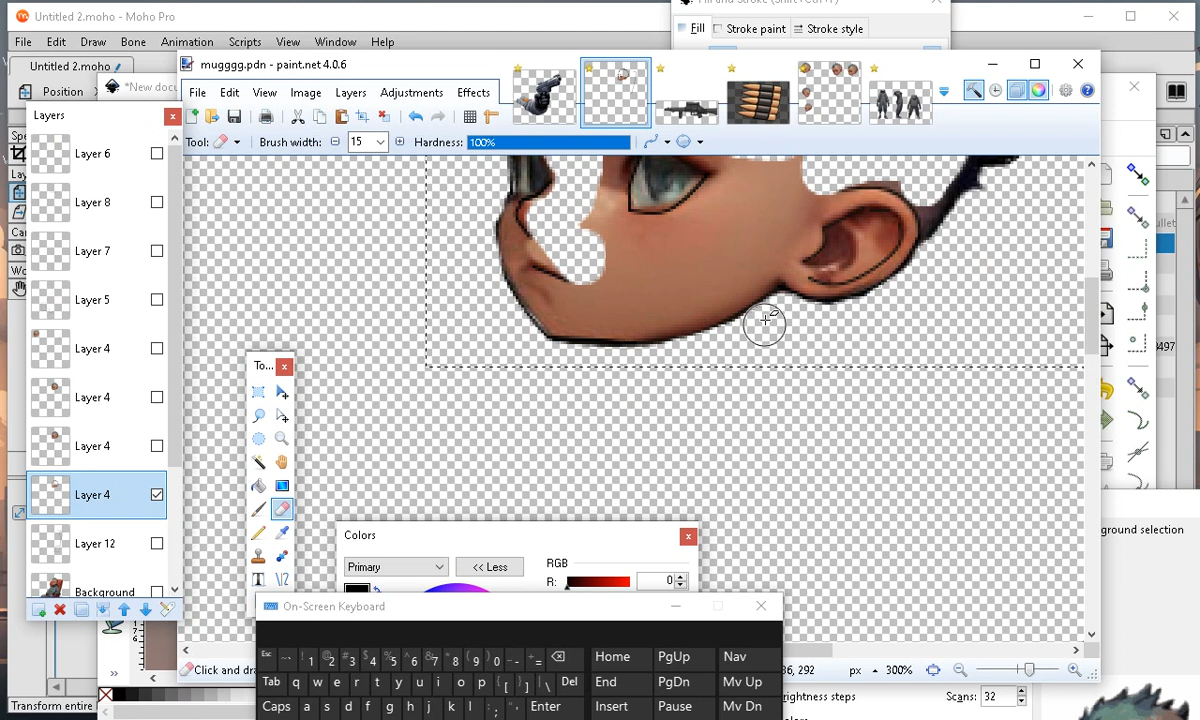 Untitled 2.moho - Moho Pro
File Edit Draw Bone Animation Scripts View Window Help
Untitled 2.moho
Position
*New docu
Fill Stroke paint Stroke style
mugggg.pdn - paint.net 4.0.6
File Edit View Image Layers Adjustments Effects
Tool: Brush width: 15 Hardness: 100%
Layers
Layer 6
Layer 8
Layer 7
Layer 5
Layer 4
Layer 4
Layer 4
Layer 4
Layer 12
Background
To...
Colors
Primary
<< Less
RGB
R: 0
On-Screen Keyboard
Esc ~` !1 @2 #3 $4 %5 ^6 &7 *8 (9 )0 _- += Home PgUp Nav
Tab q w e r t y u i o p {[ }] |\ Del End PgDn Mv Up
Caps a s d f g h j k l :; "' Enter Insert Pause Mv Dn
Click and dra
36, 292 px 300%
ground selection
rightness steps
Scans: 32
Transform entire